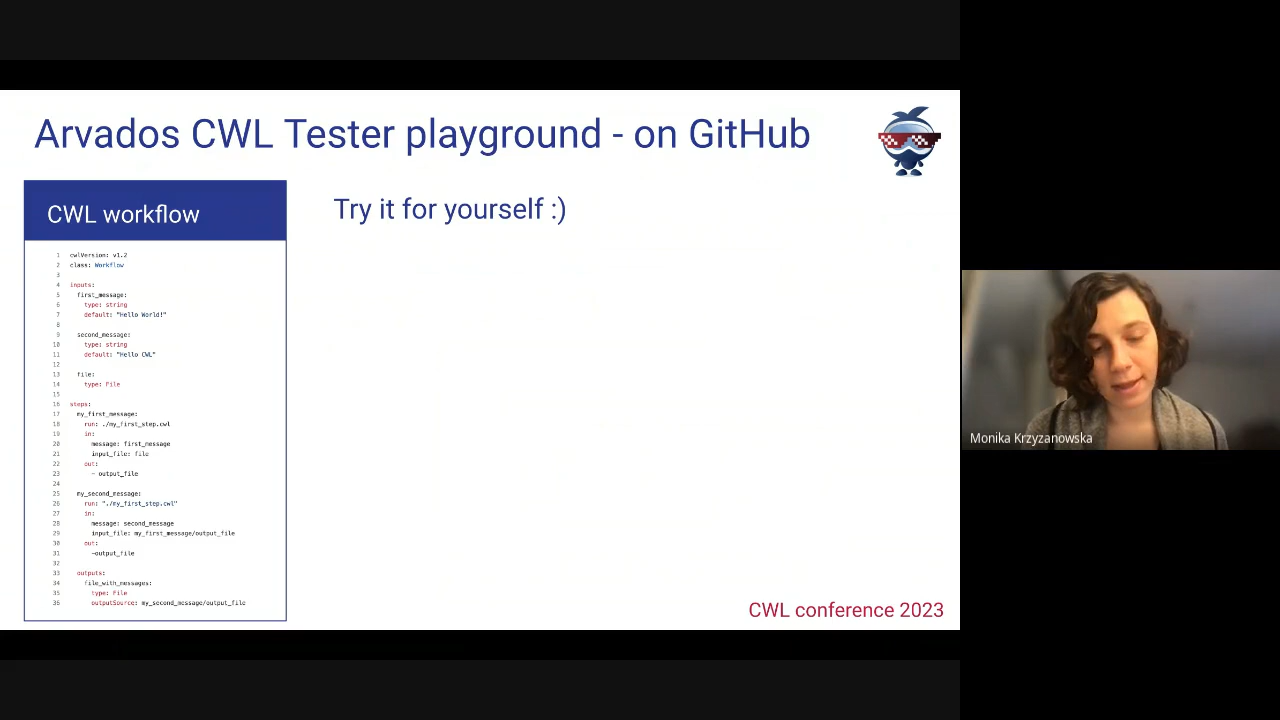 Arvados CWL Tester playground - on GitHub
CWL workflow
Try it for yourself :)
1 cwlVersion: v1.2
2 class: Workflow
3
4 inputs:
5 first_message:
6 type: string
7 default: "Hello World!"
8
9 second_message:
10 type: string
11 default: "Hello CWL"
12
13 file:
14 type: File
15
16 steps:
17 my_first_message:
18 run: ./my_first_step.cwl
19 in:
20 message: first_message
21 input_file: file
22 out:
23 - output_file
24
25 my_second_message:
26 run: "./my_first_step.cwl"
27 in:
28 message: second_message
29 input_file: my_first_message/output_file
30 out:
31 -output_file
32
33 outputs:
34 file_with_messages:
35 type: File
36 outputSource: my_second_message/output_file
CWL conference 2023
Monika Krzyzanowska